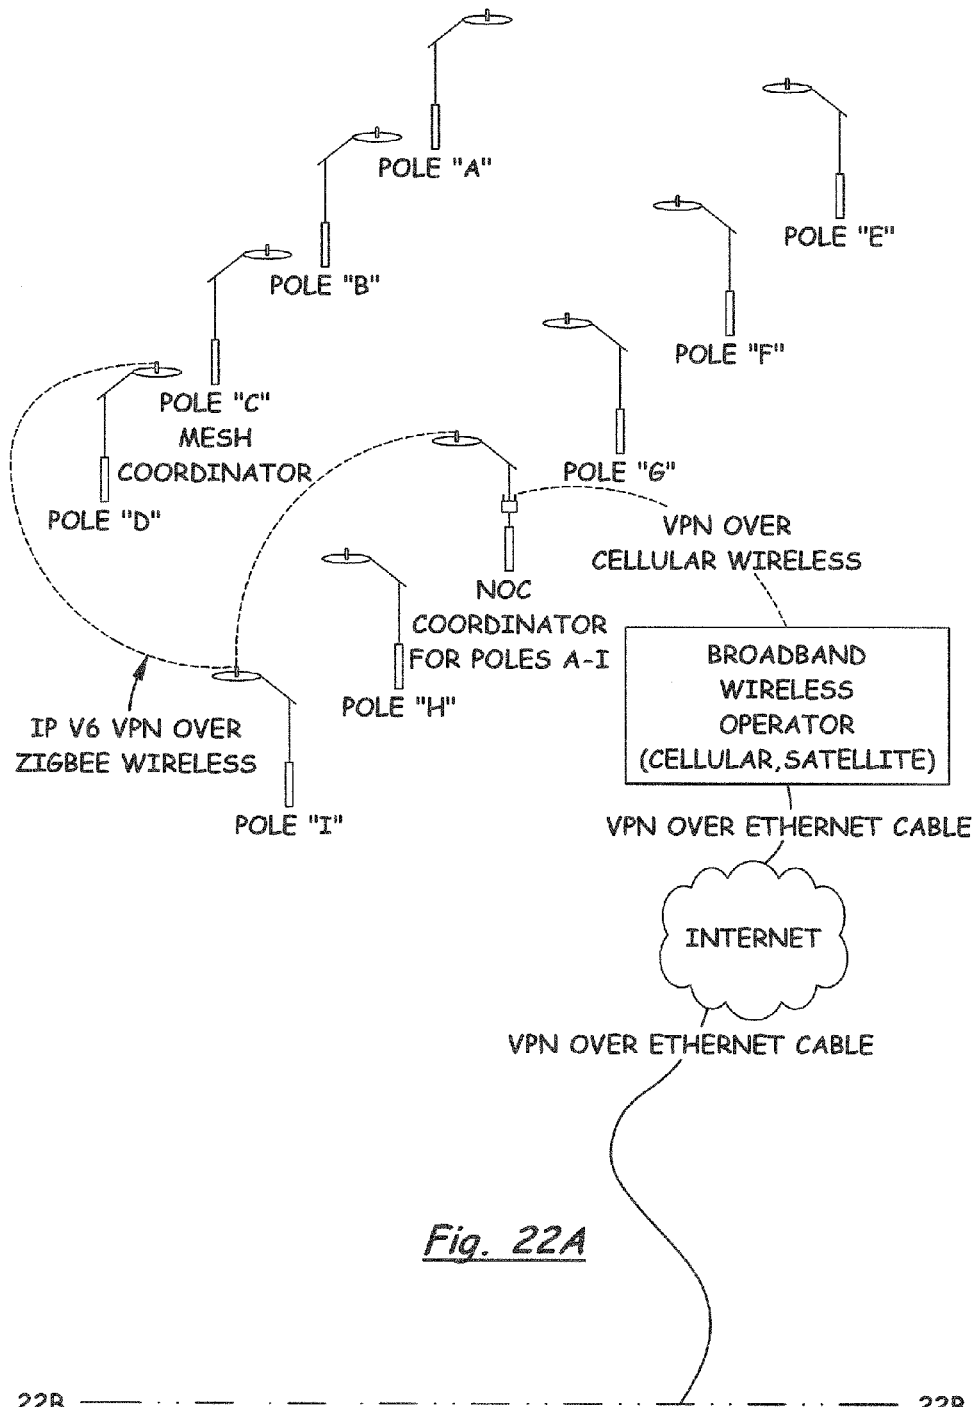 POLE "A"
POLE "E"
POLE "B"
POLE "F"
POLE "C"
MESH
COORDINATOR
POLE "G"
POLE "D"
VPN OVER
CELLULAR WIRELESS
NOC
COORDINATOR
FOR POLES A-I
BROADBAND
WIRELESS
OPERATOR
(CELLULAR, SATELLITE)
POLE "H"
IP V6 VPN OVER
ZIGBEE WIRELESS
POLE "I"
VPN OVER ETHERNET CABLE
INTERNET
VPN OVER ETHERNET CABLE
Fig. 22A
22B
22B